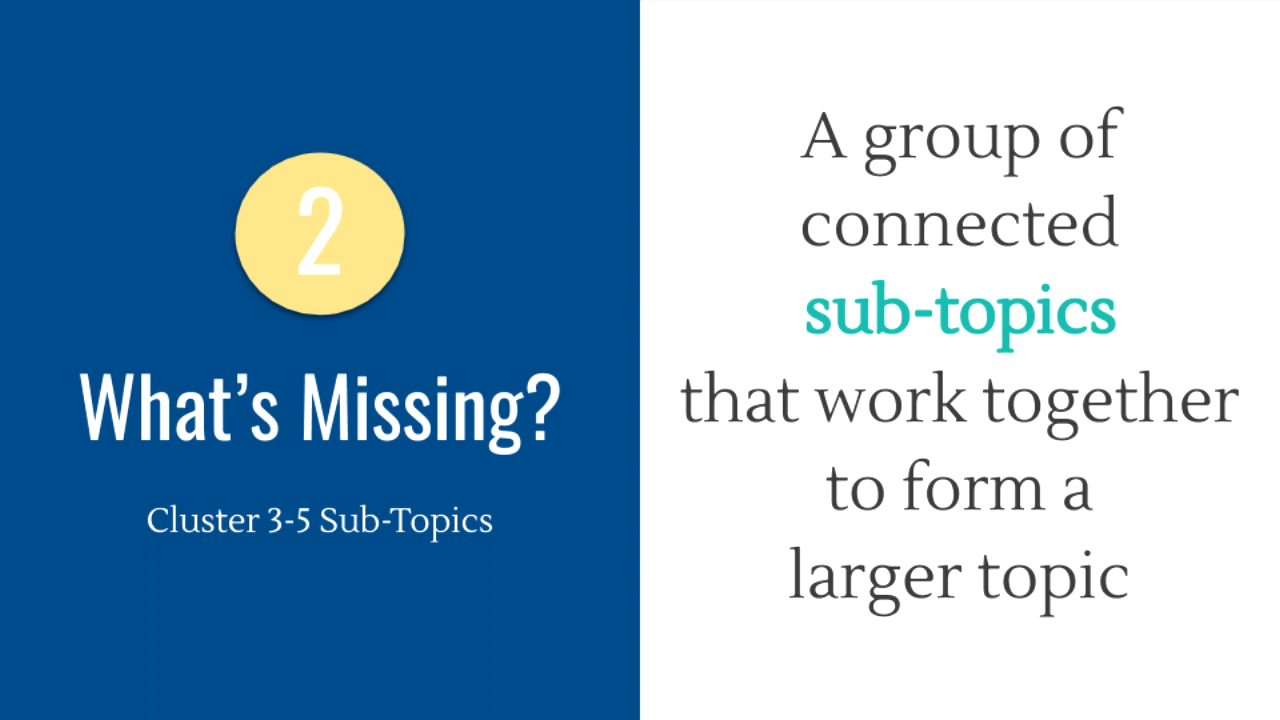 2
What’s Missing?
Cluster 3-5 Sub-Topics
A group of
connected
sub-topics
that work together
to form a
larger topic